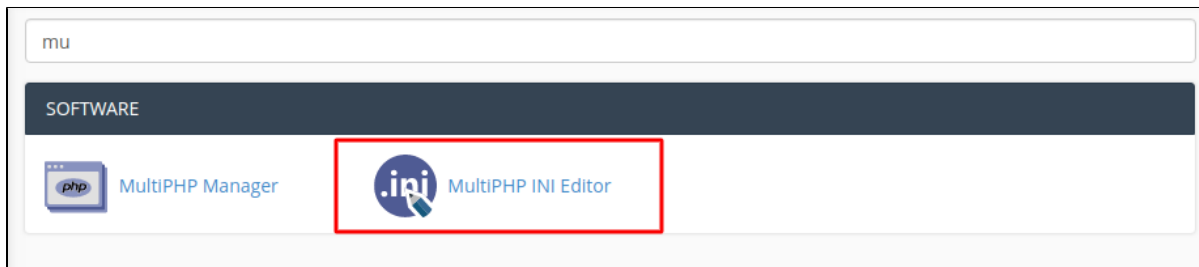 mu
SOFTWARE
php MultiPHP Manager
.ini MultiPHP INI Editor